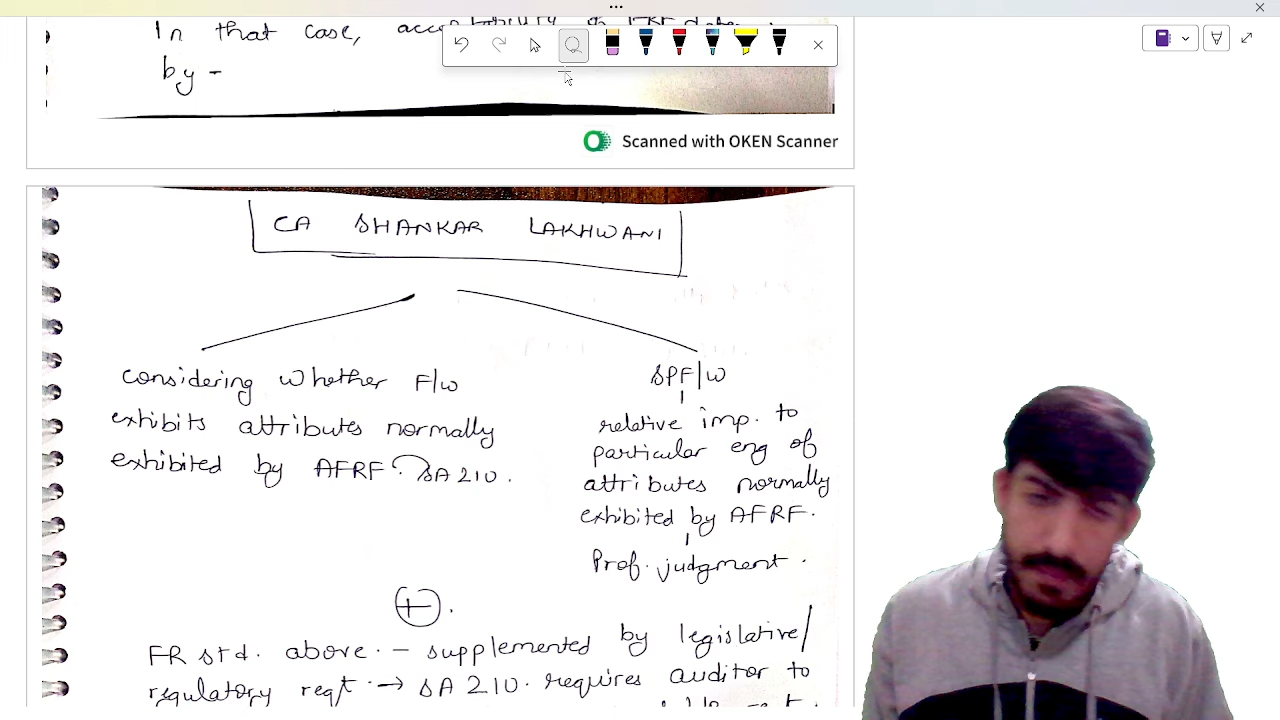 In that case,
by -
Scanned with OKEN Scanner
CA SHANKAR LAKHWANI
Considering whether F/w
exhibits attributes normally
exhibited by AFRF. SA 210.
SPF/W
relative imp. to
particular eng of
attributes normally
exhibited by AFRF.
Prof. judgment.
+
FR std. above. - supplemented by legislative/
regulatory reqt. → SA 210. requires auditor to